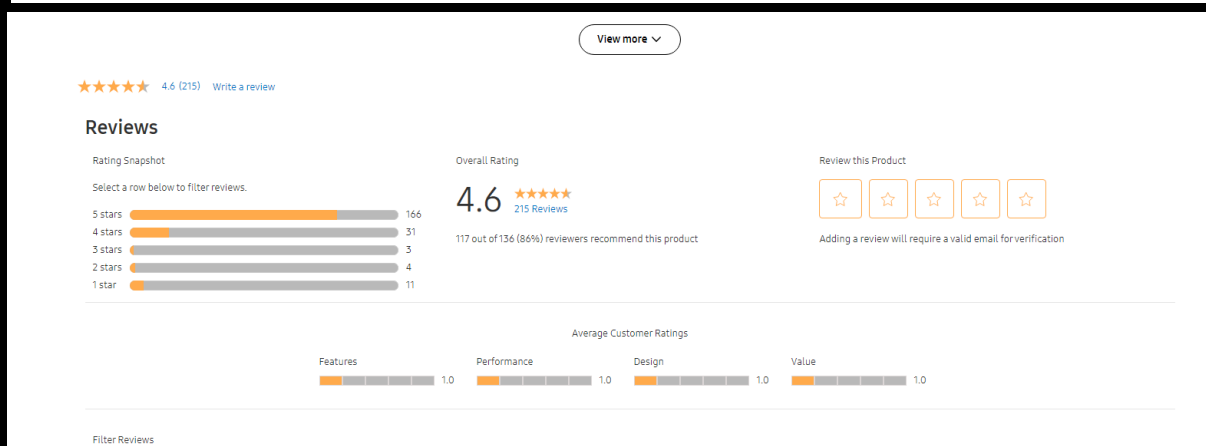 View more
4.6 (215) Write a review
Reviews
Rating Snapshot
Select a row below to filter reviews.
5 stars 166
4 stars 31
3 stars 3
2 stars 4
1 star 11
Overall Rating
4.6
215 Reviews
117 out of 136 (86%) reviewers recommend this product
Review this Product
Adding a review will require a valid email for verification
Average Customer Ratings
Features 1.0
Performance 1.0
Design 1.0
Value 1.0
Filter Reviews